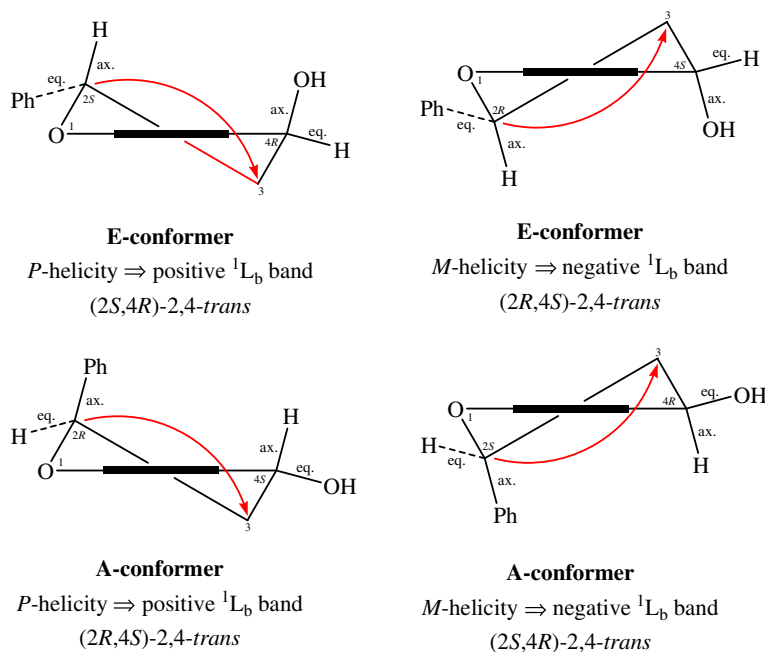 H
ax.
OH
eq.
Ph
2S
ax.
O
1
4R
eq.
H
3
E-conformer
P-helicity ⇒ positive ¹L_b band
(2S,4R)-2,4-trans
3
eq.
H
O
1
4S
Ph
2R
ax.
eq.
ax.
OH
H
E-conformer
M-helicity ⇒ negative ¹L_b band
(2R,4S)-2,4-trans
Ph
ax.
H
eq.
H
2R
ax.
O
1
4S
eq.
OH
3
A-conformer
P-helicity ⇒ positive ¹L_b band
(2R,4S)-2,4-trans
3
eq.
OH
O
1
4R
H
2S
ax.
eq.
H
ax.
Ph
A-conformer
M-helicity ⇒ negative ¹L_b band
(2S,4R)-2,4-trans